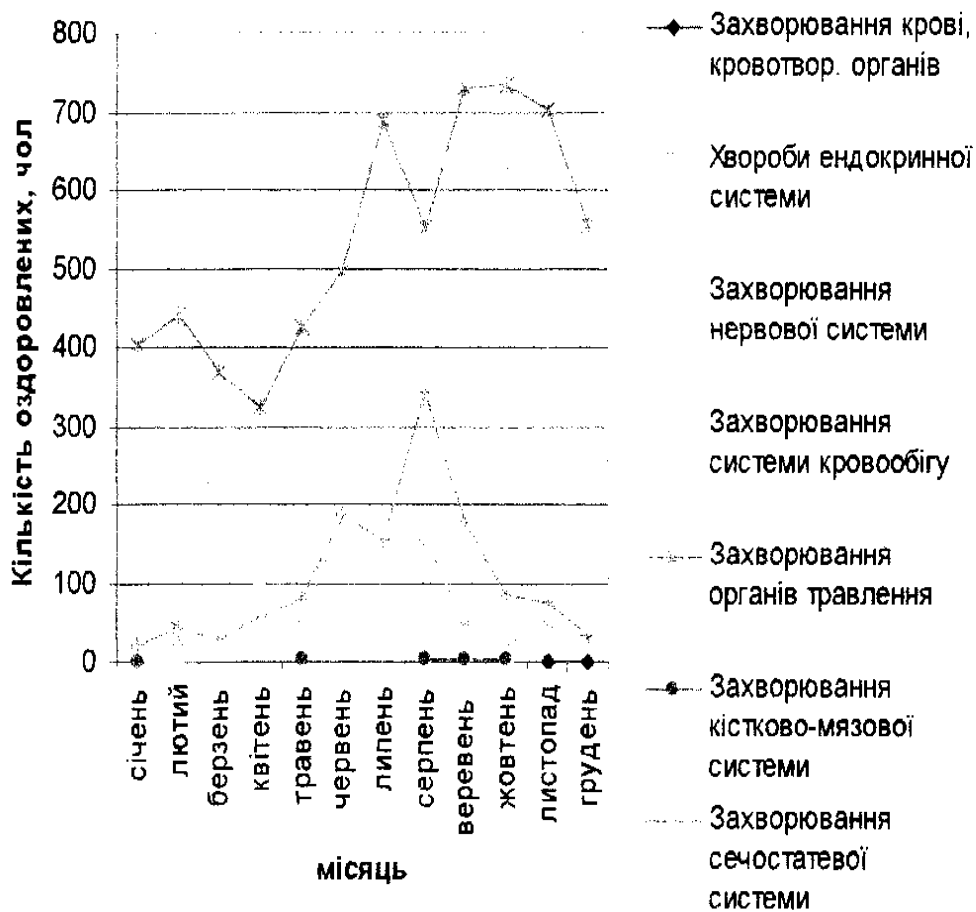 Кількість оздоровлених, чол
800
700
600
500
400
300
200
100
0
січень
лютий
берзень
квітень
травень
червень
липень
серпень
веревень
жовтень
листопад
грудень
місяць
Захворювання крові,
кровотвор. органів
Хвороби ендокринної
системи
Захворювання
нервової системи
Захворювання
системи кровообігу
Захворювання
органів травлення
Захворювання
кістково-мязової
системи
Захворювання
сечостатевої
системи